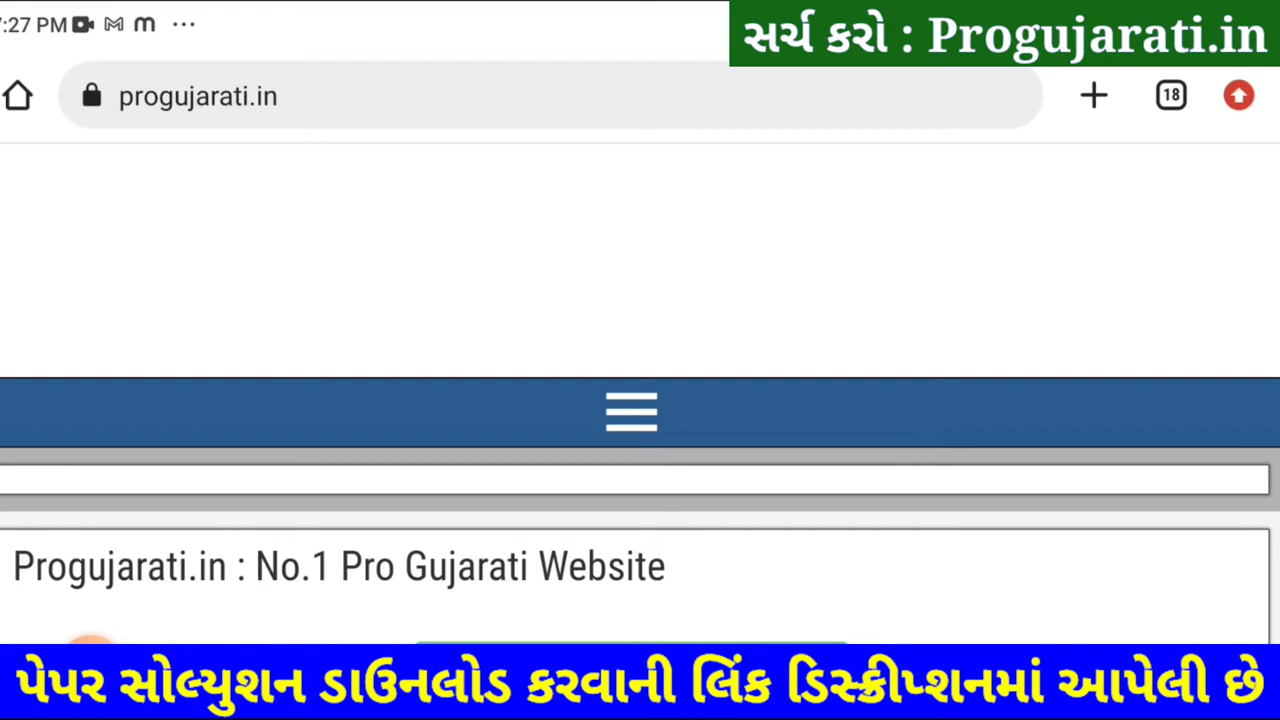 :27 PM ...
સર્ચ કરો : Progujarati.in
progujarati.in
18
Progujarati.in : No.1 Pro Gujarati Website
પેપર સોલ્યુશન ડાઉનલોડ કરવાની લિંક ડિસ્ક્રીપ્શનમાં આપેલી છે